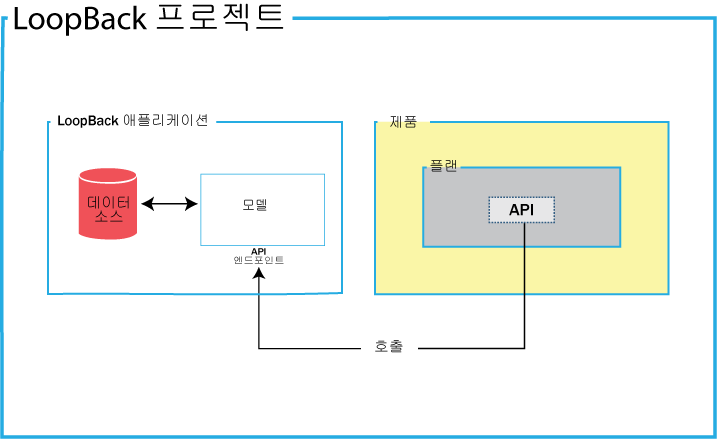 LoopBack 프로젝트
LoopBack 애플리케이션
데이터
소스
모델
API
엔드포인트
제품
플랜
API
호출